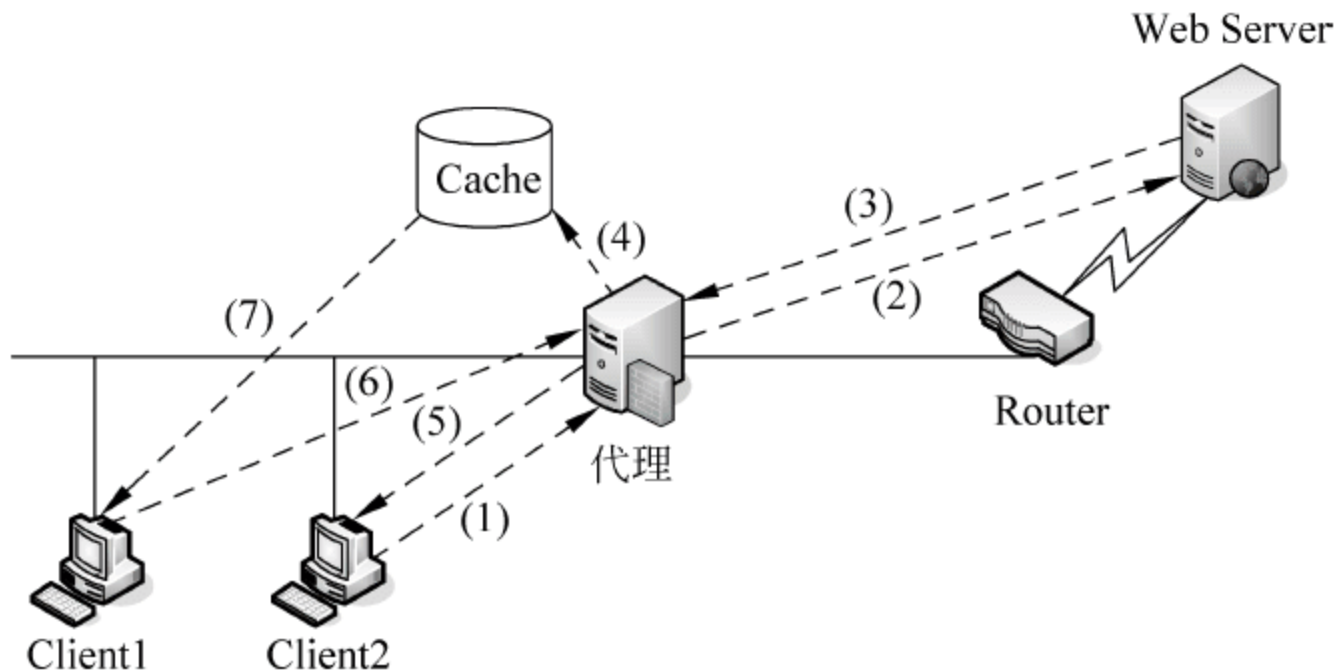 Web Server
Cache
(3)
(4)
(2)
(7)
(6)
(5)
Router
代理
(1)
Client1
Client2